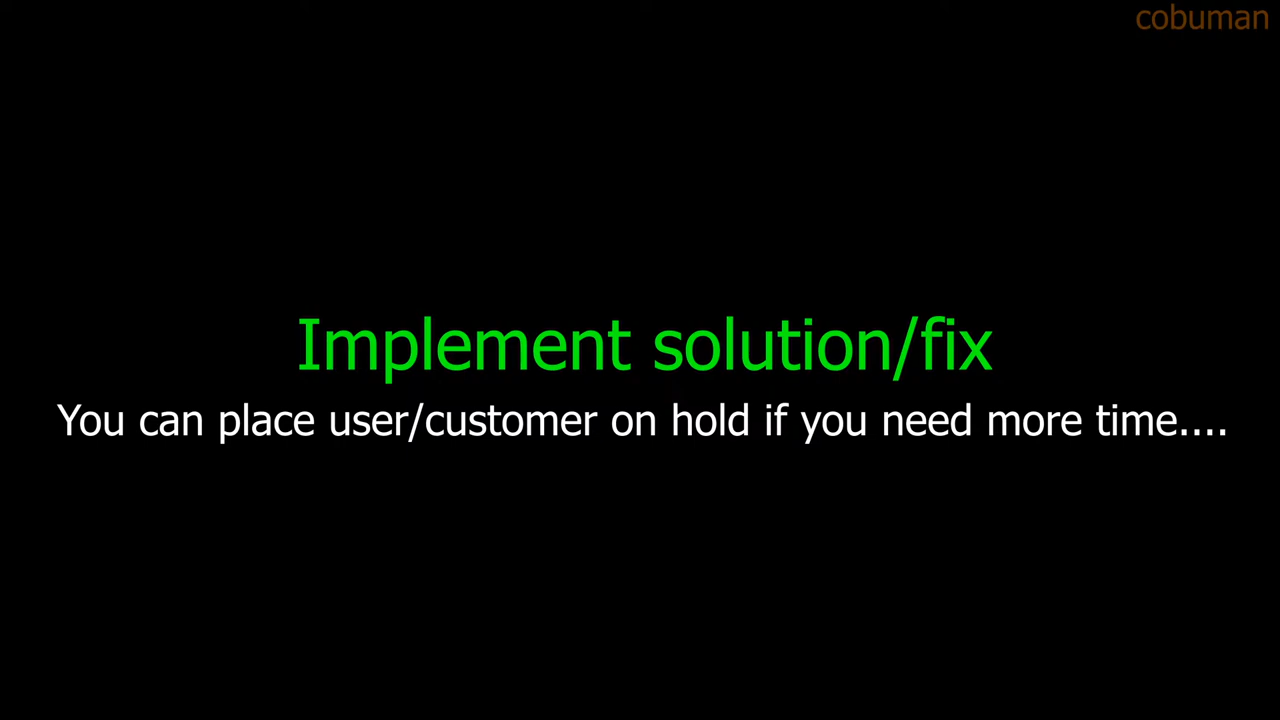 cobuman
Implement solution/fix
You can place user/customer on hold if you need more time....